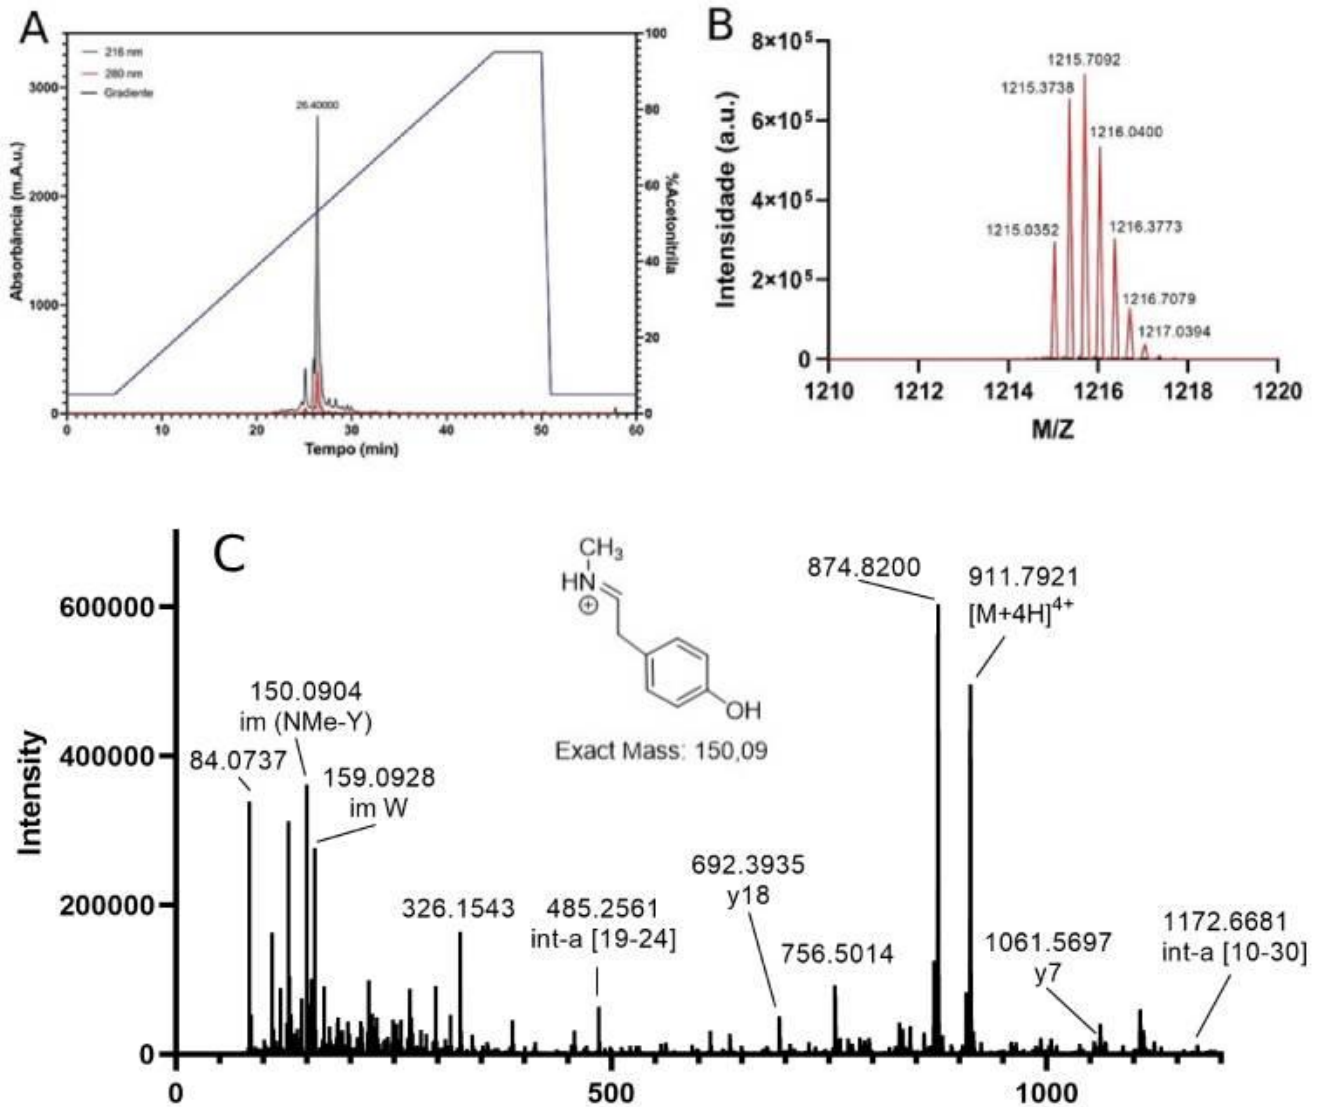 A
216 nm
280 nm
Gradiente
26.40000
Absorbância (m.A.u.)
3000
2000
1000
0
100
80
60
40
20
0
%Acetonitrila
0 10 20 30 40 50 60
Tempo (min)
B
Intensidade (a.u.)
8×10⁵
6×10⁵
4×10⁵
2×10⁵
0
1215.7092
1215.3738
1216.0400
1215.0352
1216.3773
1216.7079
1217.0394
1210 1212 1214 1216 1218 1220
M/Z
C
Intensity
600000
400000
200000
0
CH₃
HN
+
OH
Exact Mass: 150,09
84.0737
150.0904
im (NMe-Y)
159.0928
im W
326.1543
485.2561
int-a [19-24]
692.3935
y18
756.5014
874.8200
911.7921
[M+4H]⁴⁺
1061.5697
y7
1172.6681
int-a [10-30]
0 500 1000